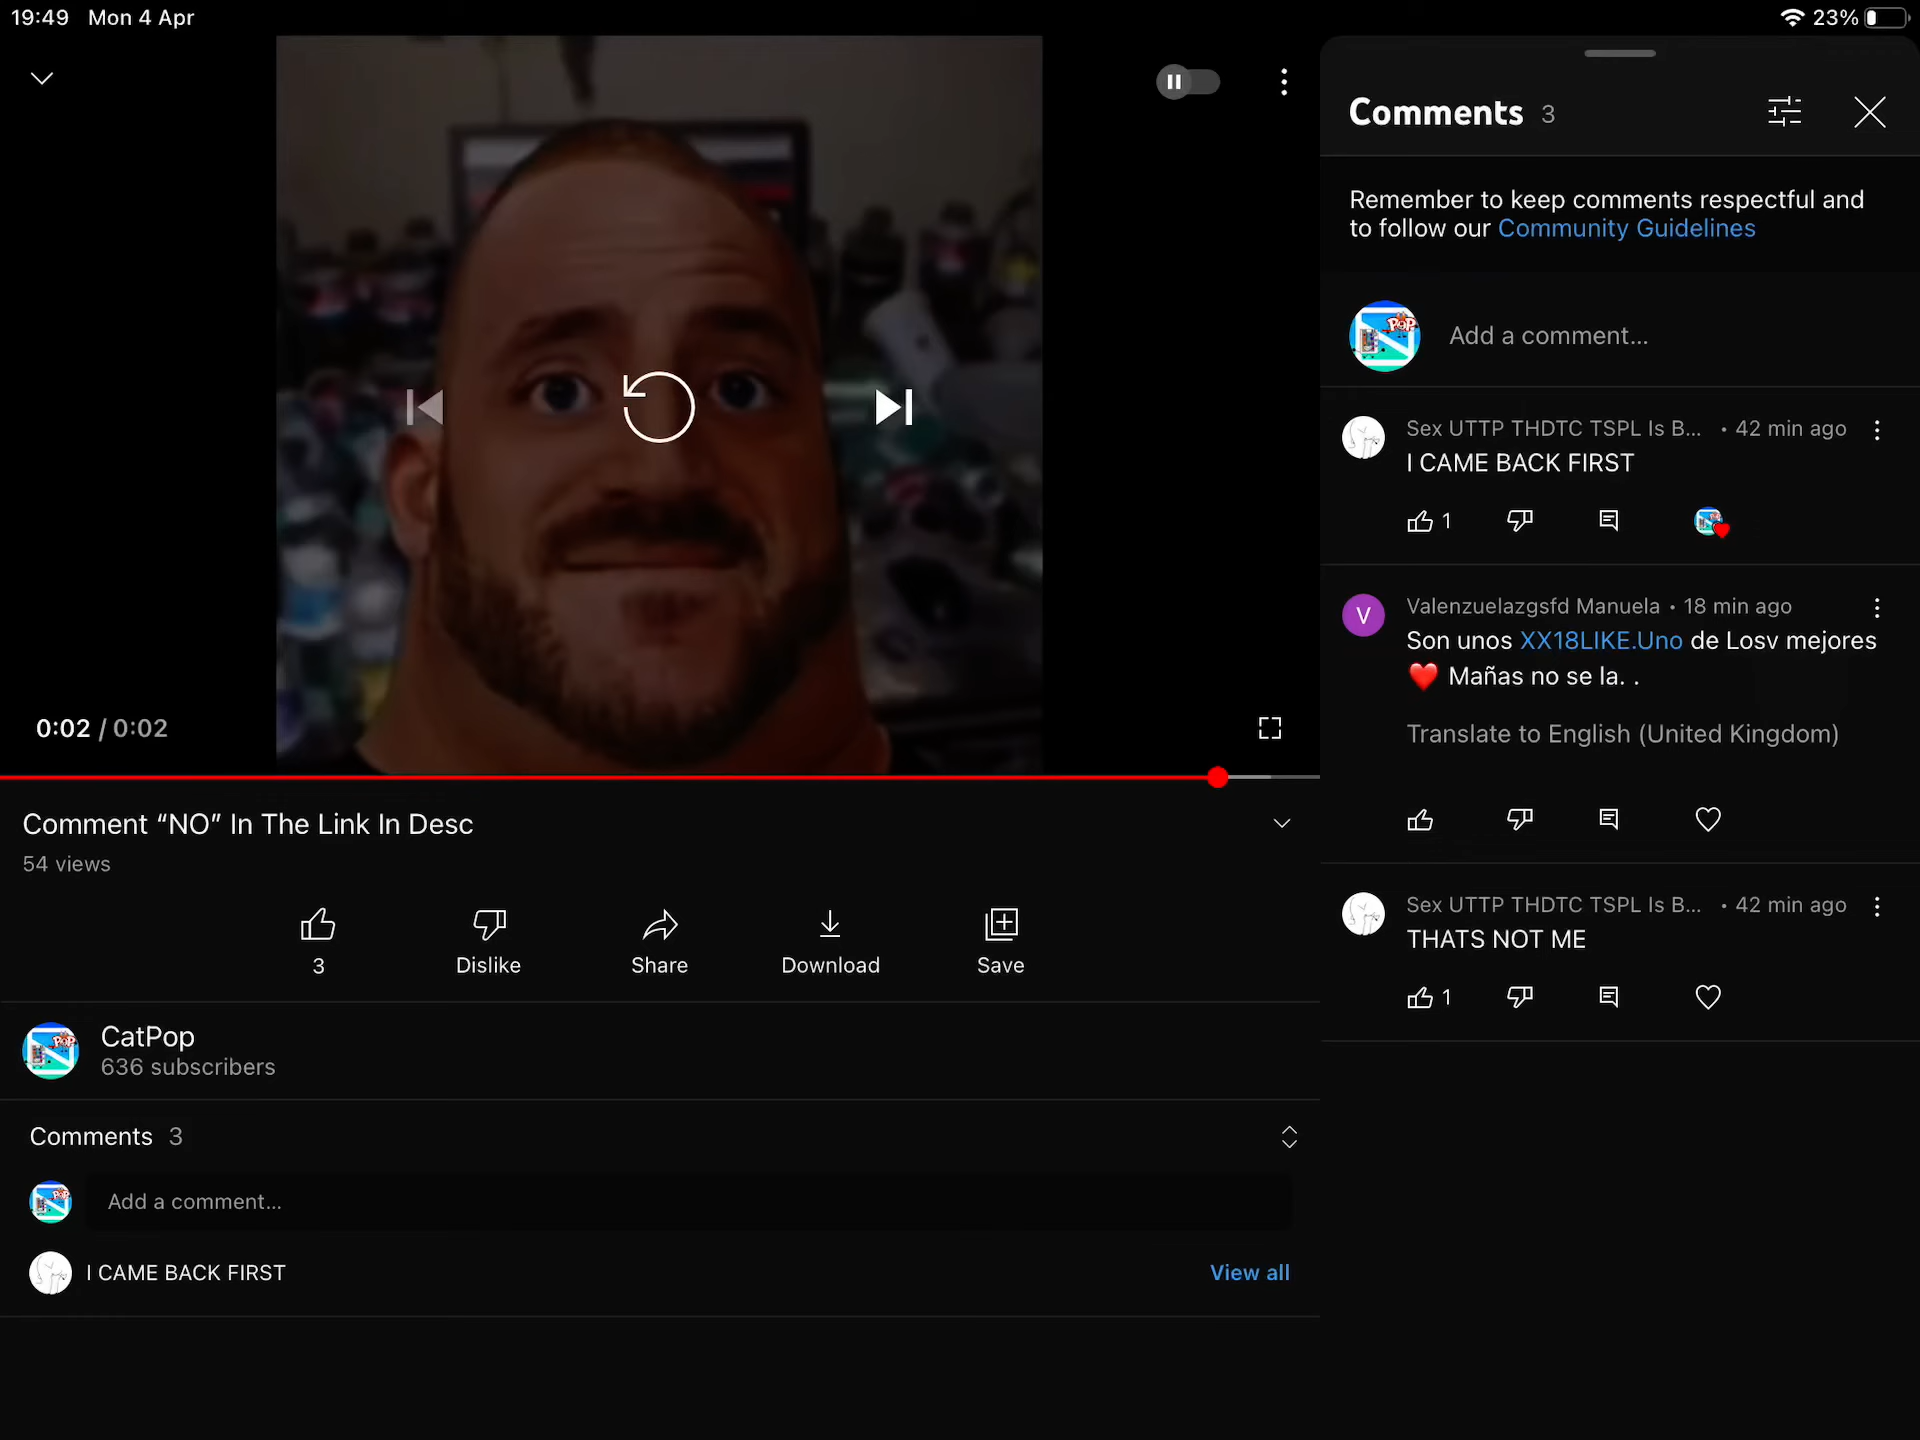 19:49 Mon 4 Apr
23%
0:02 / 0:02
Comment “NO” In The Link In Desc
54 views
3
Dislike
Share
Download
Save
CatPop
636 subscribers
Comments 3
Add a comment...
I CAME BACK FIRST
View all
Comments 3
Remember to keep comments respectful and
to follow our Community Guidelines
POP
Add a comment...
Sex UTTP THDTC TSPL Is B... • 42 min ago
I CAME BACK FIRST
1
V
Valenzuelazgsfd Manuela • 18 min ago
Son unos XX18LIKE.Uno de Losv mejores
❤️ Mañas no se la. .
Translate to English (United Kingdom)
Sex UTTP THDTC TSPL Is B... • 42 min ago
THATS NOT ME
1